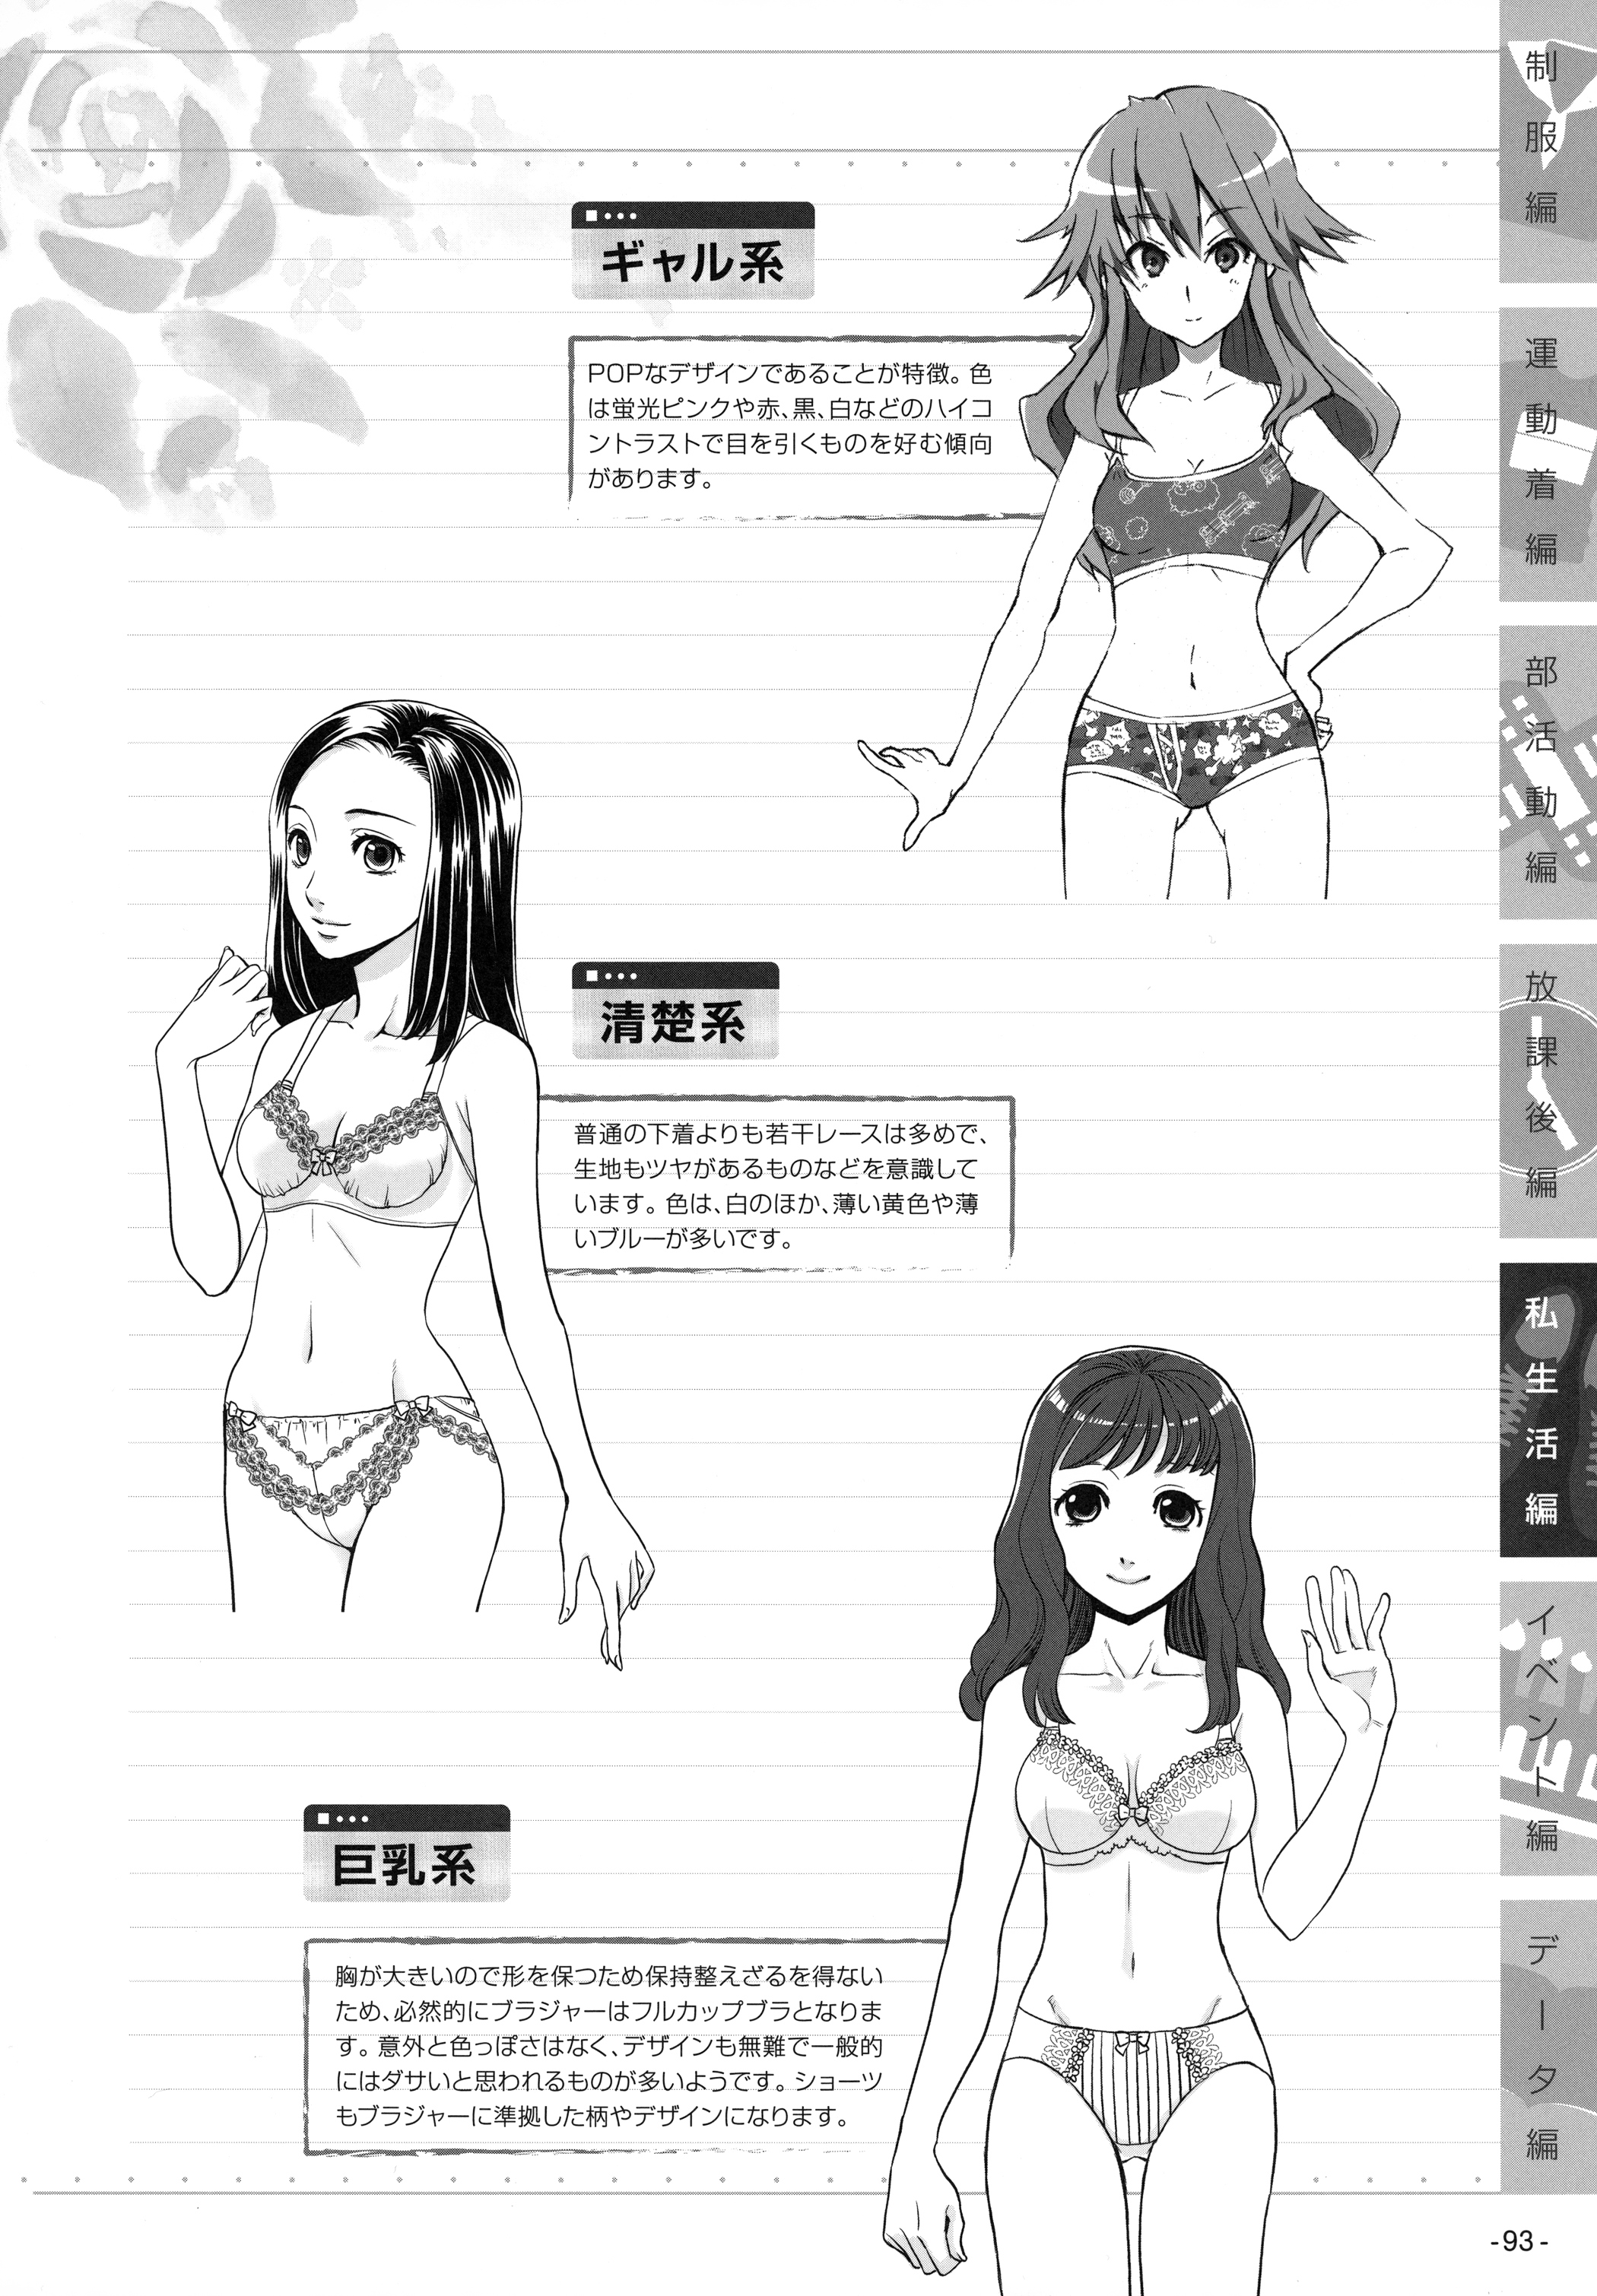 ギャル系
POPなデザインであることが特徴。色
は蛍光ピンクや赤、黒、白などのハイコ
ントラストで目を引くものを好む傾向
があります。
清楚系
普通の下着よりも若干レースは多めで、
生地もツヤがあるものなどを意識して
います。色は、白のほか、薄い黄色や薄
いブルーが多いです。
巨乳系
胸が大きいので形を保つため保持整えざるを得ない
ため、必然的にブラジャーはフルカップブラとなりま
す。意外と色っぽさはなく、デザインも無難で一般的
にはダサいと思われるものが多いようです。ショーツ
もブラジャーに準拠した柄やデザインになります。
制服編
運動着編
部活動編
放課後編
私生活編
イベント編
データ編
-93-